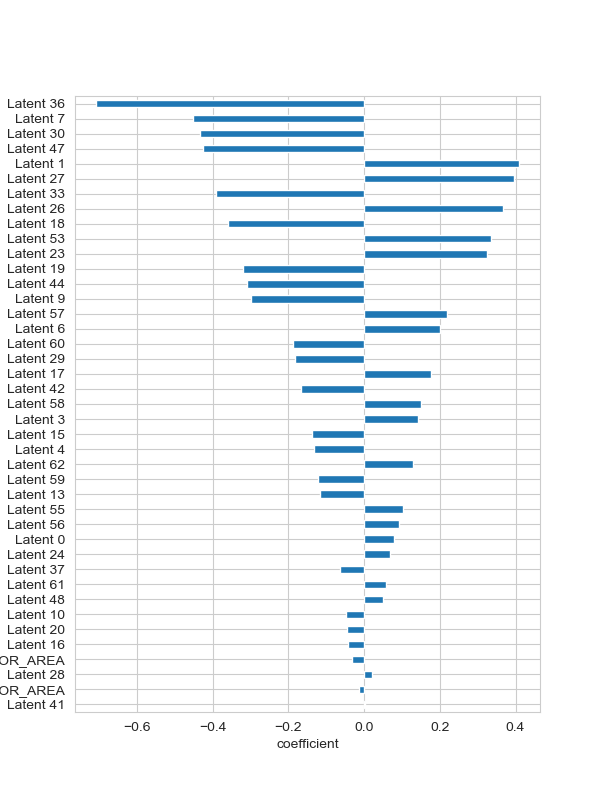 Latent 36
Latent 7
Latent 30
Latent 47
Latent 1
Latent 27
Latent 33
Latent 26
Latent 18
Latent 53
Latent 23
Latent 19
Latent 44
Latent 9
Latent 57
Latent 6
Latent 60
Latent 29
Latent 17
Latent 42
Latent 58
Latent 3
Latent 15
Latent 4
Latent 62
Latent 59
Latent 13
Latent 55
Latent 56
Latent 0
Latent 24
Latent 37
Latent 61
Latent 48
Latent 10
Latent 20
Latent 16
OR_AREA
Latent 28
OR_AREA
Latent 41
−0.6 −0.4 −0.2 0.0 0.2 0.4
coefficient